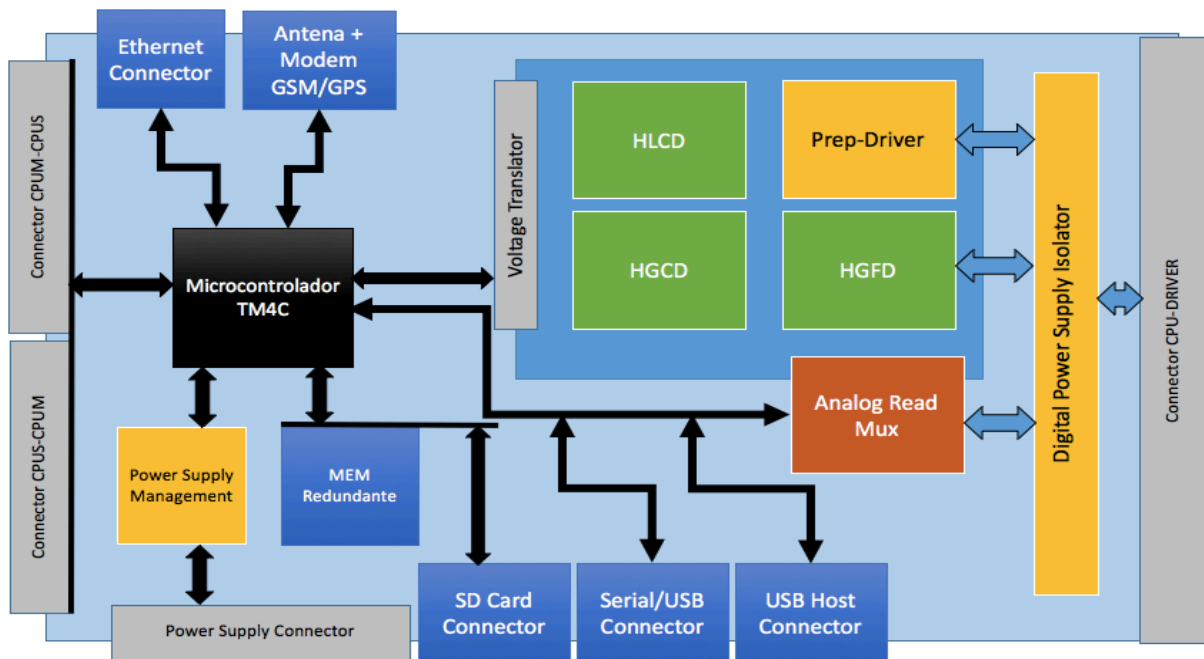 Ethernet
Connector
Antena +
Modem
GSM/GPS
Connector CPUM-CPUS
Voltage Translator
HLCD
Prep-Driver
HGCD
HGFD
Digital Power Supply Isolator
Connector CPU-DRIVER
Microcontrolador
TM4C
Connector CPUS-CPUM
Analog Read
Mux
Power Supply
Management
MEM
Redundante
SD Card
Connector
Serial/USB
Connector
USB Host
Connector
Power Supply Connector